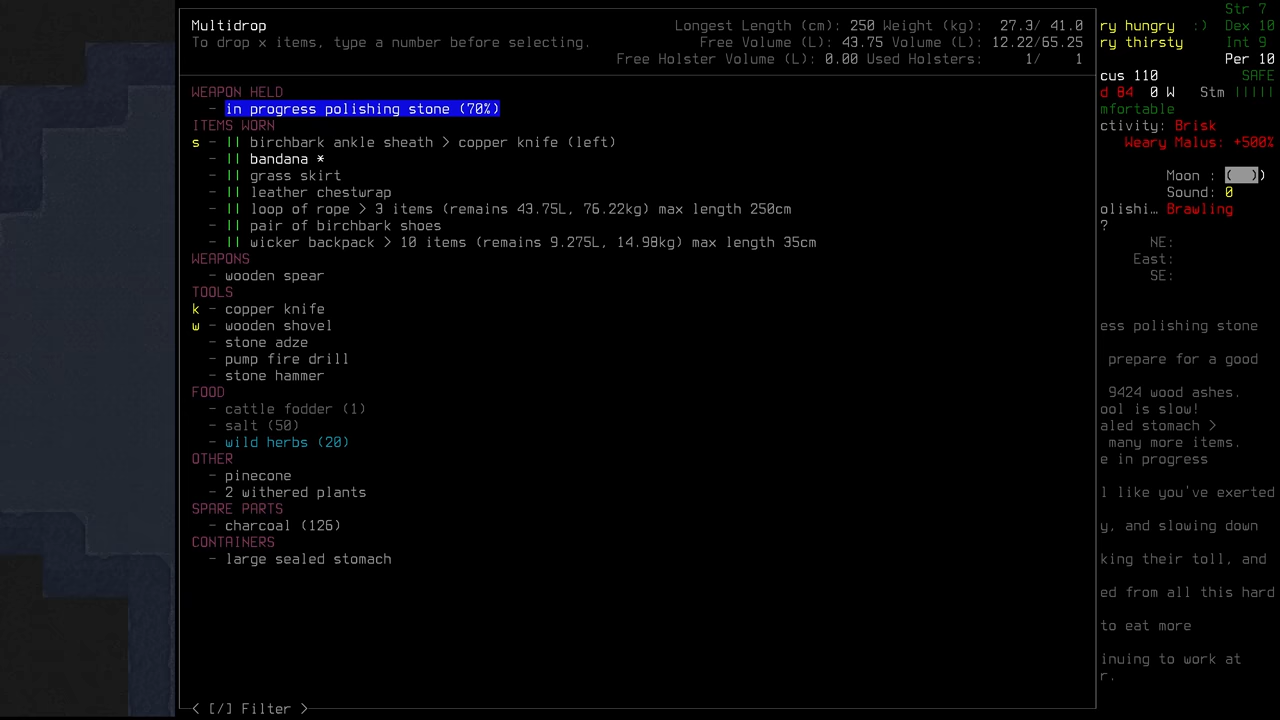 Str 7
Multidrop Longest Length (cm): 250 Weight (kg): 27.3/ 41.0 ry hungry :) Dex 10
To drop x items, type a number before selecting. Free Volume (L): 43.75 Volume (L): 12.22/65.25 ry thirsty Int 9
Free Holster Volume (L): 0.00 Used Holsters: 1/ 1 Per 10
cus 110 SAFE
WEAPON HELD d 84 0 W Stm |||||
- in progress polishing stone (70%) mfortable
ITEMS WORN ctivity: Brisk
s - || birchbark ankle sheath > copper knife (left) Weary Malus: +500%
- || bandana *
- || grass skirt Moon : ( ))
- || leather chestwrap Sound: 0
- || loop of rope > 3 items (remains 43.75L, 76.22kg) max length 250cm olishi… Brawling
- || pair of birchbark shoes ?
- || wicker backpack > 10 items (remains 9.275L, 14.98kg) max length 35cm NE:
WEAPONS East:
- wooden spear SE:
TOOLS
k - copper knife
w - wooden shovel ess polishing stone
- stone adze
- pump fire drill prepare for a good
- stone hammer
FOOD 9424 wood ashes.
- cattle fodder (1) ool is slow!
- salt (50) aled stomach >
- wild herbs (20) many more items.
OTHER e in progress
- pinecone
- 2 withered plants l like you've exerted
SPARE PARTS
- charcoal (126) y, and slowing down
CONTAINERS
- large sealed stomach king their toll, and
ed from all this hard
to eat more
inuing to work at
r.
< [/] Filter >